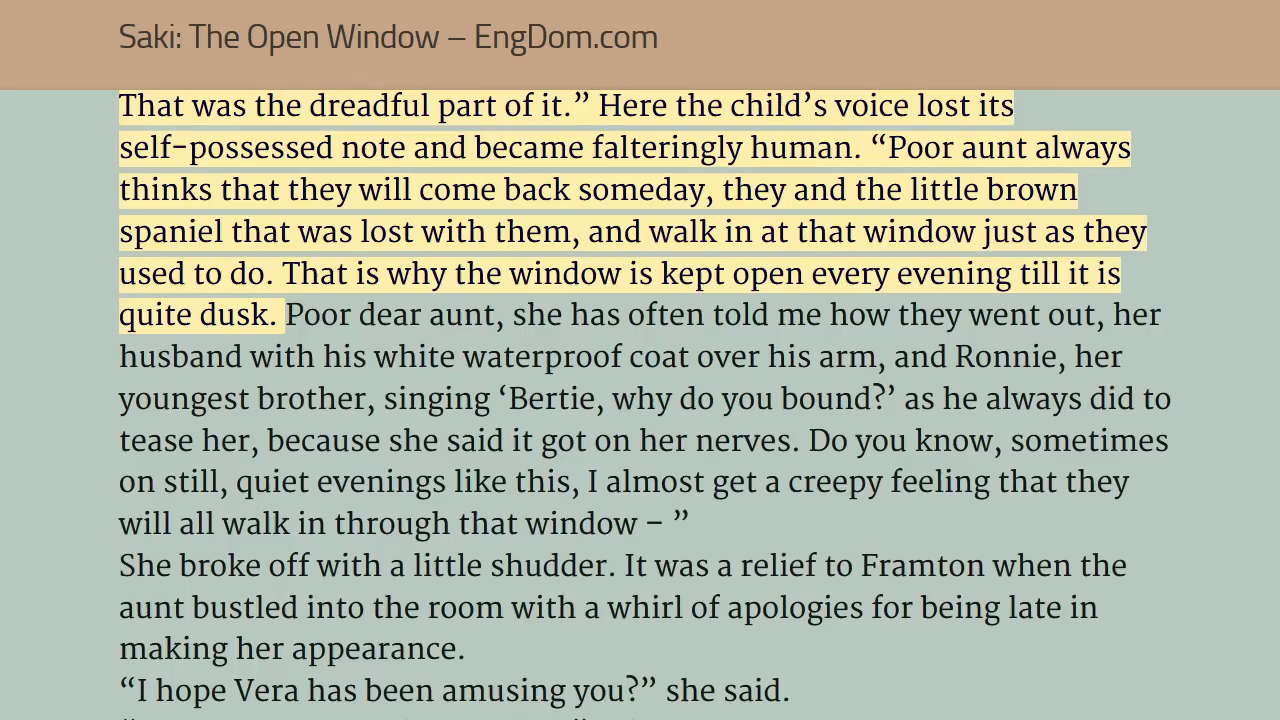 Saki: The Open Window – EngDom.com
That was the dreadful part of it.” Here the child’s voice lost its
self-possessed note and became falteringly human. “Poor aunt always
thinks that they will come back someday, they and the little brown
spaniel that was lost with them, and walk in at that window just as they
used to do. That is why the window is kept open every evening till it is
quite dusk. Poor dear aunt, she has often told me how they went out, her
husband with his white waterproof coat over his arm, and Ronnie, her
youngest brother, singing ‘Bertie, why do you bound?’ as he always did to
tease her, because she said it got on her nerves. Do you know, sometimes
on still, quiet evenings like this, I almost get a creepy feeling that they
will all walk in through that window – ”
She broke off with a little shudder. It was a relief to Framton when the
aunt bustled into the room with a whirl of apologies for being late in
making her appearance.
“I hope Vera has been amusing you?” she said.